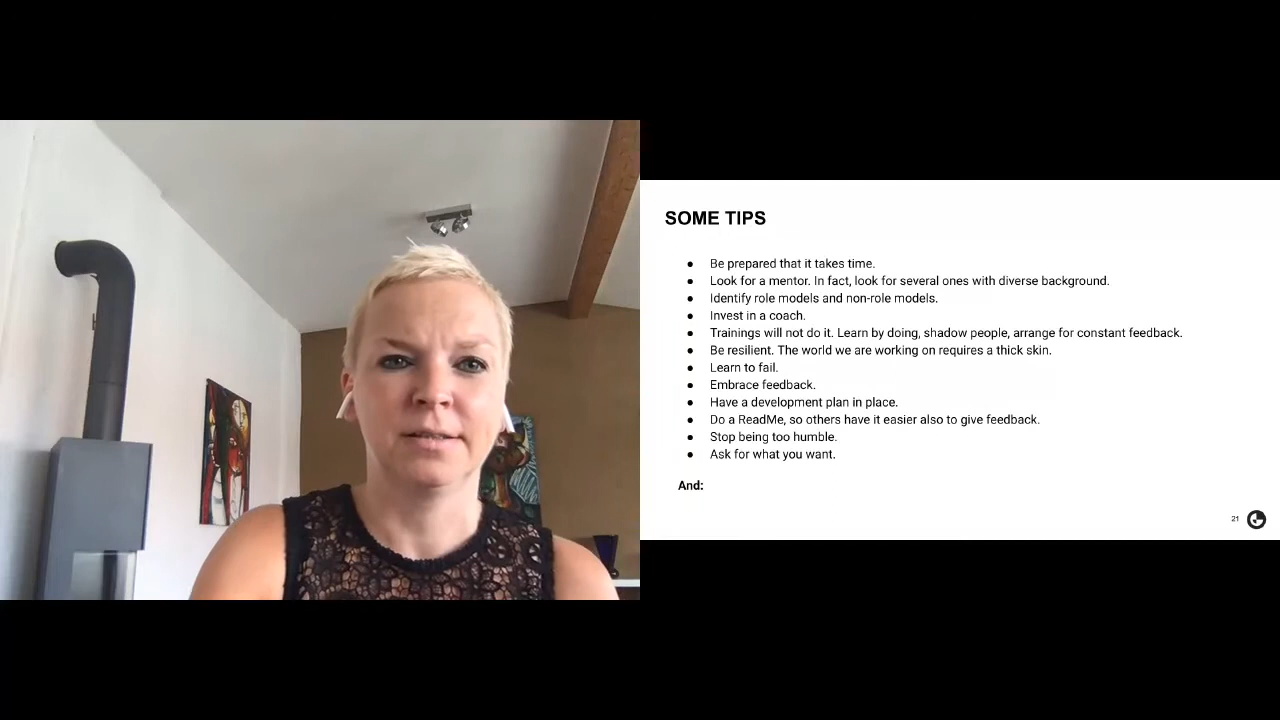 SOME TIPS
● Be prepared that it takes time.
● Look for a mentor. In fact, look for several ones with diverse background.
● Identify role models and non-role models.
● Invest in a coach.
● Trainings will not do it. Learn by doing, shadow people, arrange for constant feedback.
● Be resilient. The world we are working on requires a thick skin.
● Learn to fail.
● Embrace feedback.
● Have a development plan in place.
● Do a ReadMe, so others have it easier also to give feedback.
● Stop being too humble.
● Ask for what you want.
And:
21